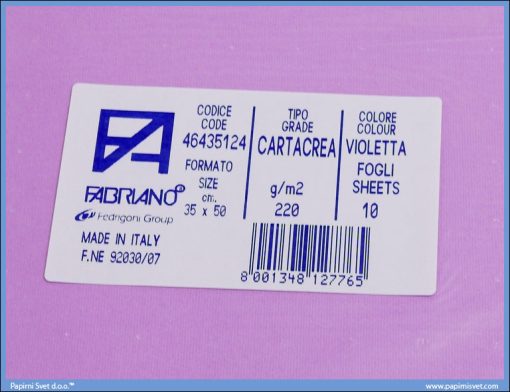 CODICE
CODE
46435124
FORMATO
SIZE
cm.
35 x 50
TIPO
GRADE
CARTACREA
g/m2
220
COLORE
COLOUR
VIOLETTA
FOGLI
SHEETS
10
FA
FABRIANO®
Fedrigoni Group
MADE IN ITALY
F.NE 92030/07
8 001348 127765
Papirni Svet d.o.o.™
www.papirnisvet.com